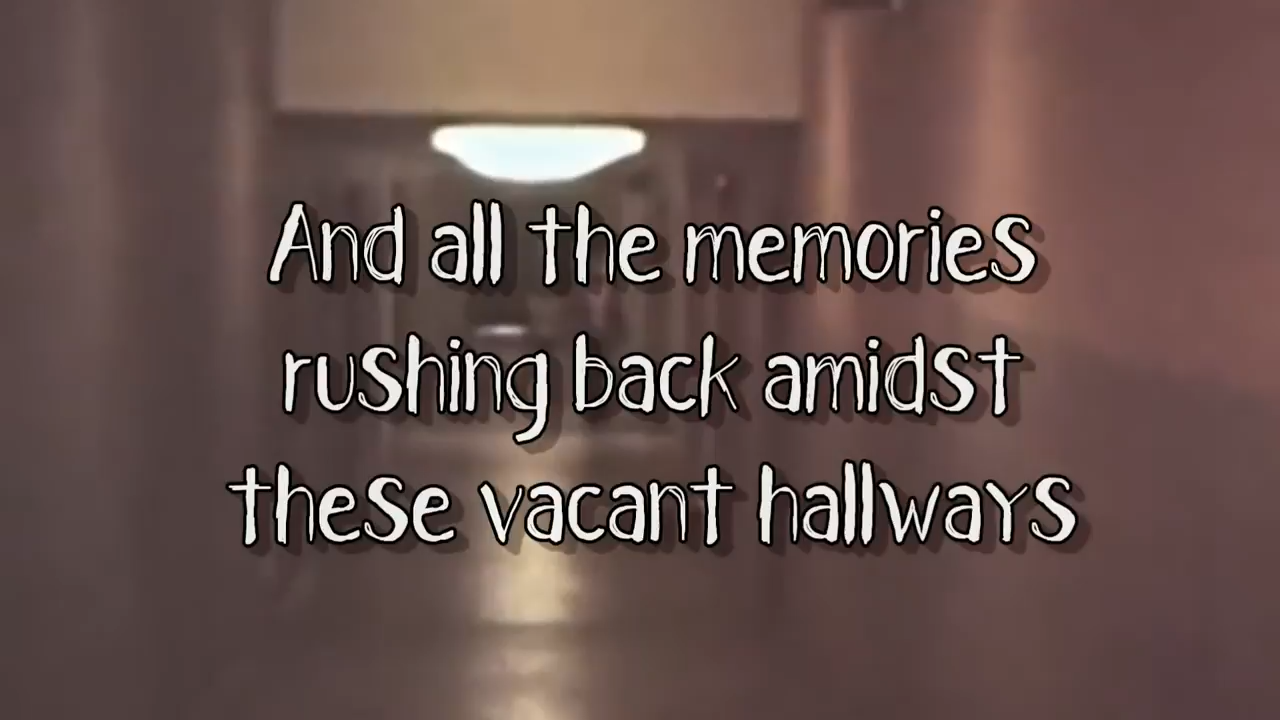 And all the memories
rushing back amidst
these vacant hallways